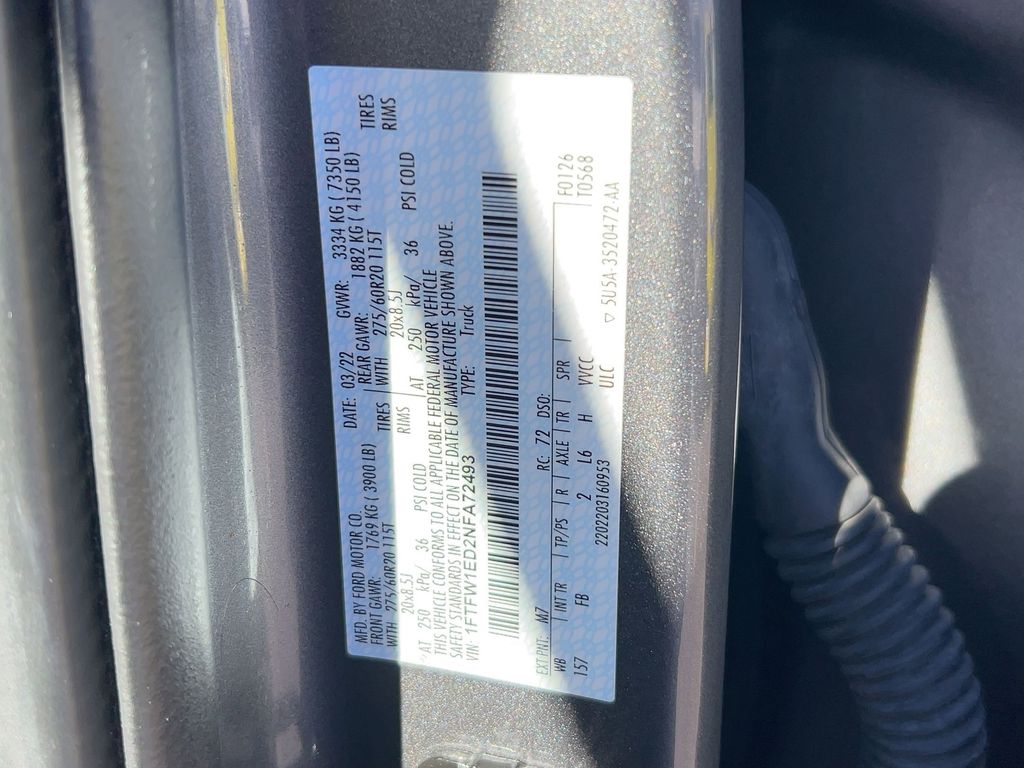 MFD. BY FORD MOTOR CO. DATE: 03/22 GVWR: 3334 KG ( 7350 LB)
FRONT GAWR: 1769 KG ( 3900 LB) REAR GAWR: 1882 KG ( 4150 LB)
WITH 275/60R20 115T TIRES WITH 275/60R20 115T TIRES
20x8.5J RIMS 20x8.5J RIMS
AT 250 kPa/ 36 PSI COLD AT 250 kPa/ 36 PSI COLD
THIS VEHICLE CONFORMS TO ALL APPLICABLE FEDERAL MOTOR VEHICLE
SAFETY STANDARDS IN EFFECT ON THE DATE OF MANUFACTURE SHOWN ABOVE.
VIN: 1FTFW1ED2NFA72493 TYPE: Truck
EXT PNT: M7 RC: 72 DSO: F0126
WB INT TR TP/PS R AXLE TR SPR T0568
157 FB 2 L6 H VVCC
ULC
2202203160953 ▽ 5U5A-3520472-AA